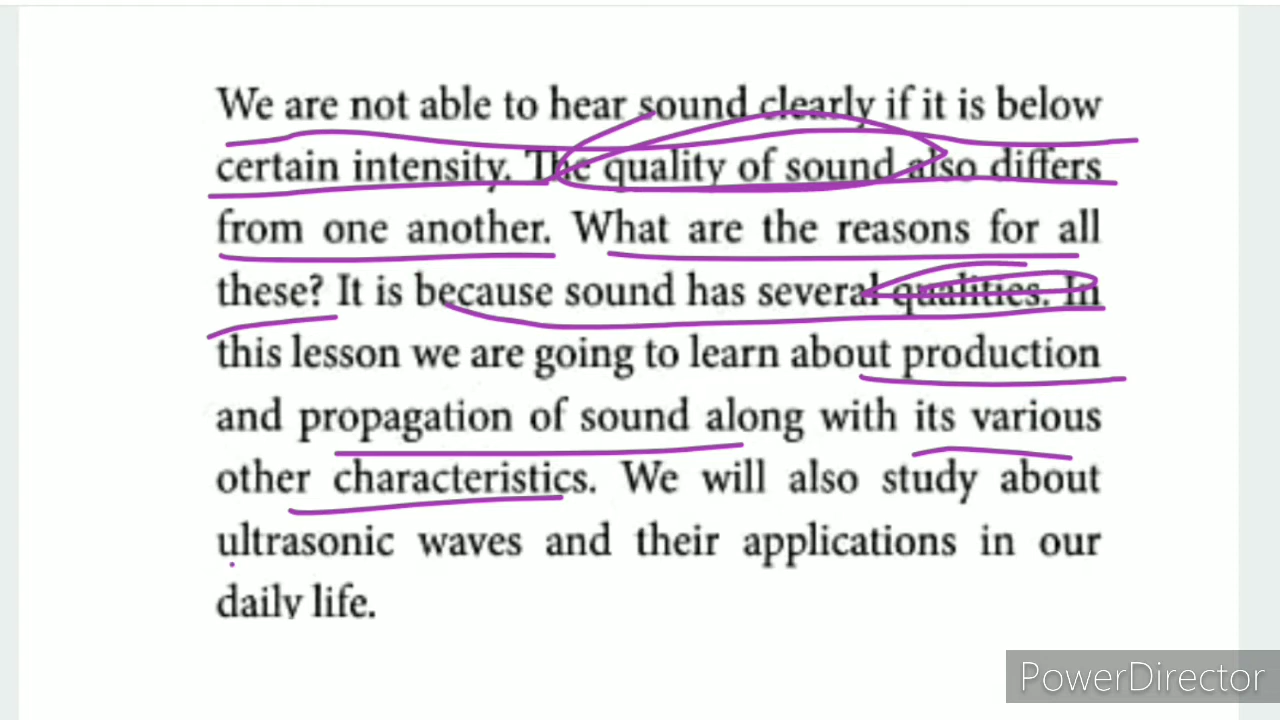 We are not able to hear sound clearly if it is below
certain intensity. The quality of sound also differs
from one another. What are the reasons for all
these? It is because sound has several qualities. In
this lesson we are going to learn about production
and propagation of sound along with its various
other characteristics. We will also study about
ultrasonic waves and their applications in our
daily life.
PowerDirector